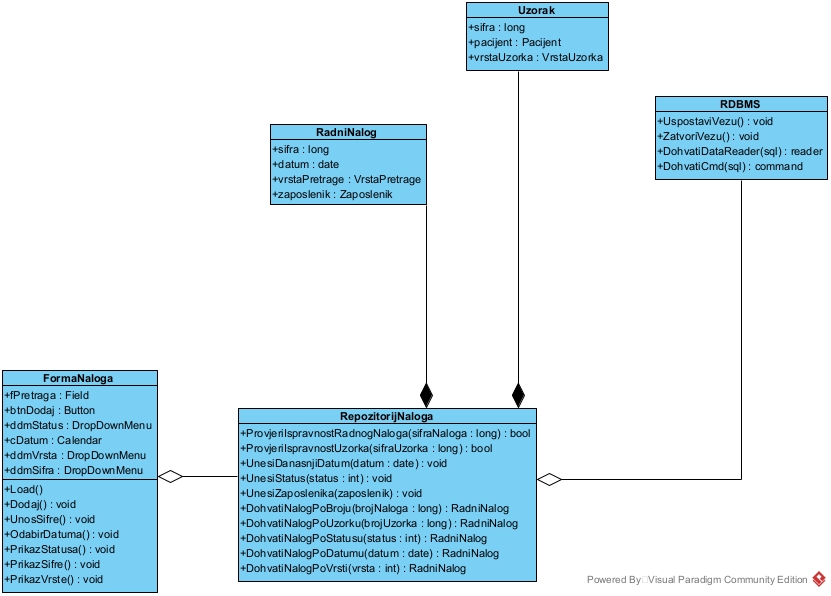 Uzorak
+sifra : long
+pacijent : Pacijent
+vrstaUzorka : VrstaUzorka
RDBMS
+UspostaviVezu() : void
+ZatvoriVezu() : void
+DohvatiDataReader(sql) : reader
+DohvatiCmd(sql) : command
RadniNalog
+sifra : long
+datum : date
+vrstaPretrage : VrstaPretrage
+zaposlenik : Zaposlenik
FormaNaloga
+fPretraga : Field
+btnDodaj : Button
+ddmStatus : DropDownMenu
+cDatum : Calendar
+ddmVrsta : DropDownMenu
+ddmSifra : DropDownMenu
+Load()
+Dodaj() : void
+UnosSifre() : void
+OdabirDatuma() : void
+PrikazStatusa() : void
+PrikazSifre() : void
+PrikazVrste() : void
RepozitorijNaloga
+ProvjeriIspravnostRadnogNaloga(sifraNaloga : long) : bool
+ProvjeriIspravnostUzorka(sifraUzorka : long) : bool
+UnesiDanasnjiDatum(datum : date) : void
+UnesiStatus(status : int) : void
+UnesiZaposlenika(zaposlenik) : void
+DohvatiNalogPoBroju(brojNaloga : long) : RadniNalog
+DohvatiNalogPoUzorku(brojUzorka : long) : RadniNalog
+DohvatiNalogPoStatusu(status : int) : RadniNalog
+DohvatiNalogPoDatumu(datum : date) : RadniNalog
+DohvatiNalogPoVrsti(vrsta : int) : RadniNalog
Powered By Visual Paradigm Community Edition